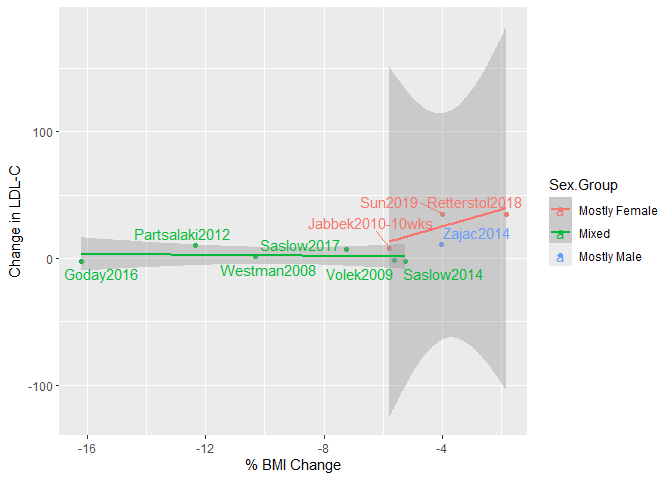 100
0
-100
Change in LDL-C
Sun2019
Retterstol2018
Jabbek2010-10wks
Zajac2014
Partsalaki2012
Saslow2017
Goday2016
Westman2008
Volek2009
Saslow2014
-16
-12
-8
-4
% BMI Change
Sex.Group
a Mostly Female
a Mixed
a Mostly Male